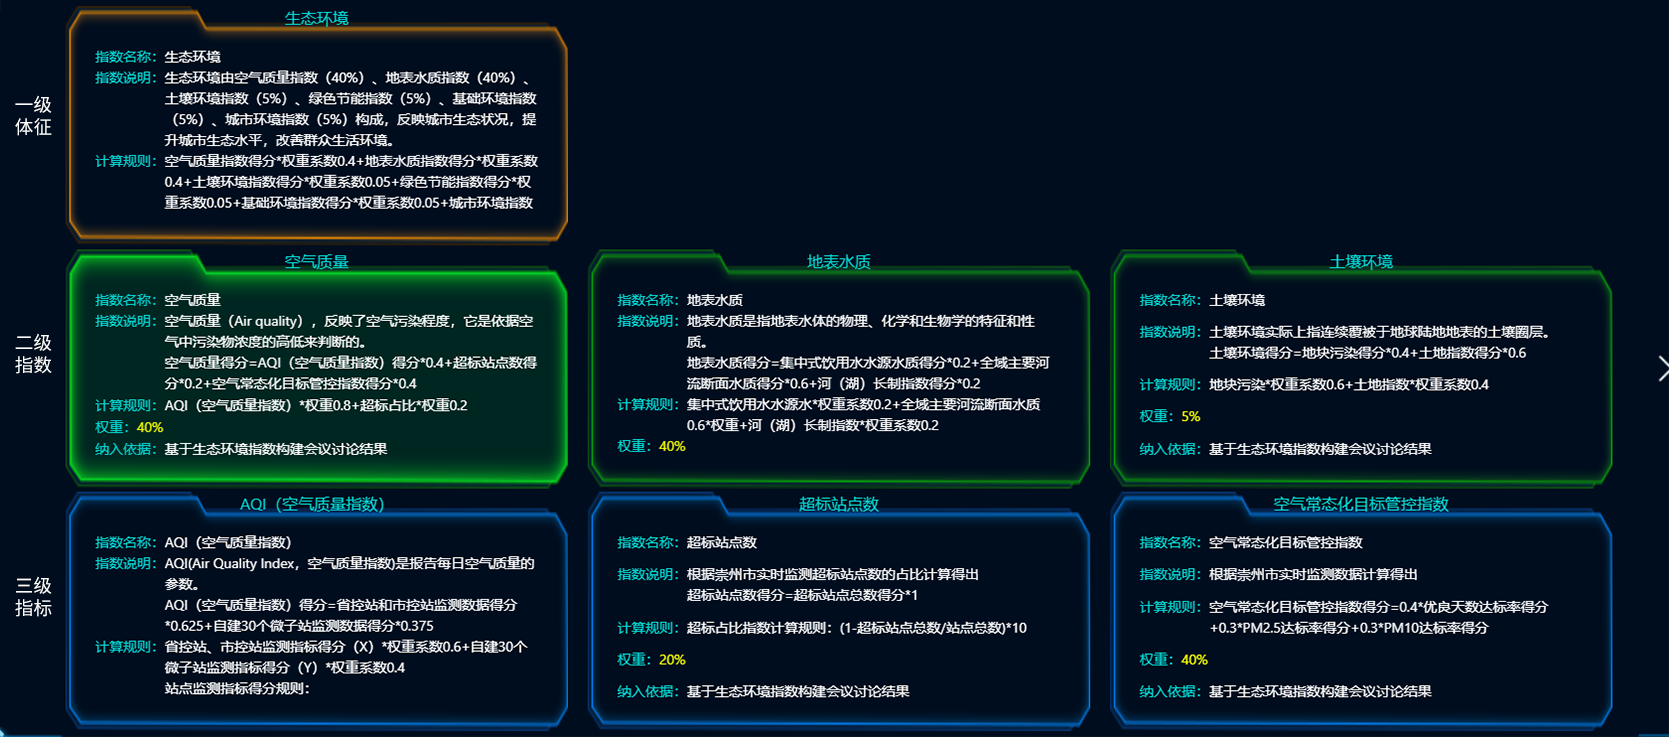 一级
体征
生态环境
指数名称：生态环境
指数说明：生态环境由空气质量指数（40%）、地表水质指数（40%）、
土壤环境指数（5%）、绿色节能指数（5%）、基础环境指数
（5%）、城市环境指数（5%）构成，反映城市生态状况，提
升城市生态水平，改善群众生活环境。
计算规则：空气质量指数得分*权重系数0.4+地表水质指数得分*权重系数
0.4+土壤环境指数得分*权重系数0.05+绿色节能指数得分*权
重系数0.05+基础环境指数得分*权重系数0.05+城市环境指数
二级
指数
空气质量
指数名称：空气质量
指数说明：空气质量（Air quality），反映了空气污染程度，它是依据空
气中污染物浓度的高低来判断的。
空气质量得分=AQI（空气质量指数）得分*0.4+超标站点数得
分*0.2+空气常态化目标管控指数得分*0.4
计算规则：AQI（空气质量指数）*权重0.8+超标占比*权重0.2
权重：40%
纳入依据：基于生态环境指数构建会议讨论结果
地表水质
指数名称：地表水质
指数说明：地表水质是指地表水体的物理、化学和生物学的特征和性
质。
地表水质得分=集中式饮用水水源水质得分*0.2+全域主要河
流断面水质得分*0.6+河（湖）长制指数得分*0.2
计算规则：集中式饮用水水源水*权重系数0.2+全域主要河流断面水质
0.6*权重+河（湖）长制指数*权重系数0.2
权重：40%
土壤环境
指数名称：土壤环境
指数说明：土壤环境实际上指连续覆被于地球陆地地表的土壤圈层。
土壤环境得分=地块污染得分*0.4+土地指数得分*0.6
计算规则：地块污染*权重系数0.6+土地指数*权重系数0.4
权重：5%
纳入依据：基于生态环境指数构建会议讨论结果
三级
指标
AQI（空气质量指数）
指数名称：AQI（空气质量指数）
指数说明：AQI(Air Quality Index，空气质量指数)是报告每日空气质量的
参数。
AQI（空气质量指数）得分=省控站和市控站监测数据得分
*0.625+自建30个微子站监测数据得分*0.375
计算规则：省控站、市控站监测指标得分（X）*权重系数0.6+自建30个
微子站监测指标得分（Y）*权重系数0.4
站点监测指标得分规则：
超标站点数
指数名称：超标站点数
指数说明：根据崇州市实时监测超标站点数的占比计算得出
超标站点数得分=超标站点总数得分*1
计算规则：超标占比指数计算规则：(1-超标站点总数/站点总数)*10
权重：20%
纳入依据：基于生态环境指数构建会议讨论结果
空气常态化目标管控指数
指数名称：空气常态化目标管控指数
指数说明：根据崇州市实时监测数据计算得出
计算规则：空气常态化目标管控指数得分=0.4*优良天数达标率得分
+0.3*PM2.5达标率得分+0.3*PM10达标率得分
权重：40%
纳入依据：基于生态环境指数构建会议讨论结果